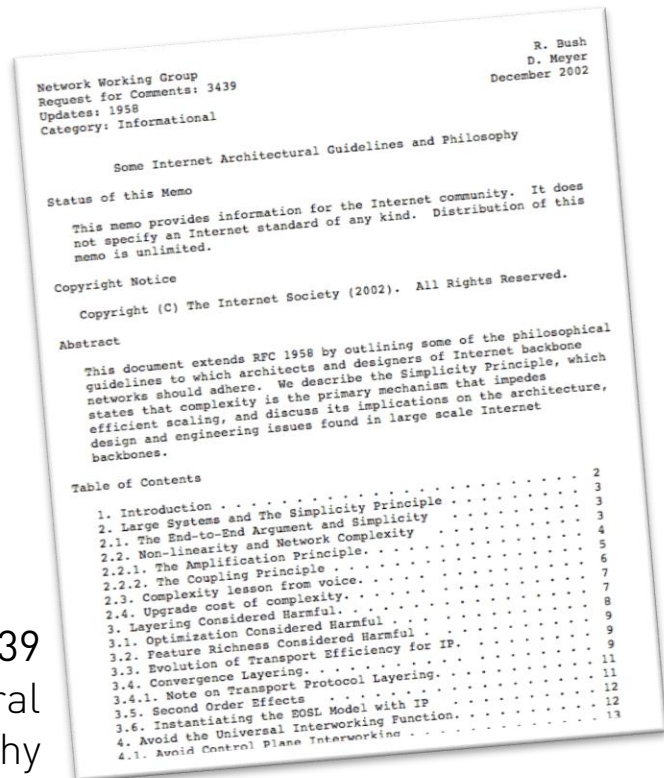 Network Working Group R. Bush
Request for Comments: 3439 D. Meyer
Updates: 1958 December 2002
Category: Informational
Some Internet Architectural Guidelines and Philosophy
Status of this Memo
This memo provides information for the Internet community. It does
not specify an Internet standard of any kind. Distribution of this
memo is unlimited.
Copyright Notice
Copyright (C) The Internet Society (2002). All Rights Reserved.
Abstract
This document extends RFC 1958 by outlining some of the philosophical
guidelines to which architects and designers of Internet backbone
networks should adhere. We describe the Simplicity Principle, which
states that complexity is the primary mechanism that impedes
efficient scaling, and discuss its implications on the architecture,
design and engineering issues found in large scale Internet
backbones.
Table of Contents
1. Introduction . . . . . . . . . . . . . . . . . . . . . . . 2
2. Large Systems and The Simplicity Principle . . . . . . . . 3
2.1. The End-to-End Argument and Simplicity . . . . . . . . 3
2.2. Non-linearity and Network Complexity . . . . . . . . . 3
2.2.1. The Amplification Principle. . . . . . . . . . . . . 4
2.2.2. The Coupling Principle . . . . . . . . . . . . . . . 5
2.3. Complexity lesson from voice. . . . . . . . . . . . . . 6
2.4. Upgrade cost of complexity. . . . . . . . . . . . . . . 7
3. Layering Considered Harmful. . . . . . . . . . . . . . . . 7
3.1. Optimization Considered Harmful . . . . . . . . . . . . 8
3.2. Feature Richness Considered Harmful . . . . . . . . . . 9
3.3. Evolution of Transport Efficiency for IP. . . . . . . . 9
3.4. Convergence Layering. . . . . . . . . . . . . . . . . . 9
3.4.1. Note on Transport Protocol Layering. . . . . . . . . 11
3.5. Second Order Effects . . . . . . . . . . . . . . . . . 11
3.6. Instantiating the EOSL Model with IP . . . . . . . . . 12
4. Avoid the Universal Interworking Function. . . . . . . . . 12
4.1. Avoid Control Plane Interworking . . . . . . . . . . . 13
39
ral
hy